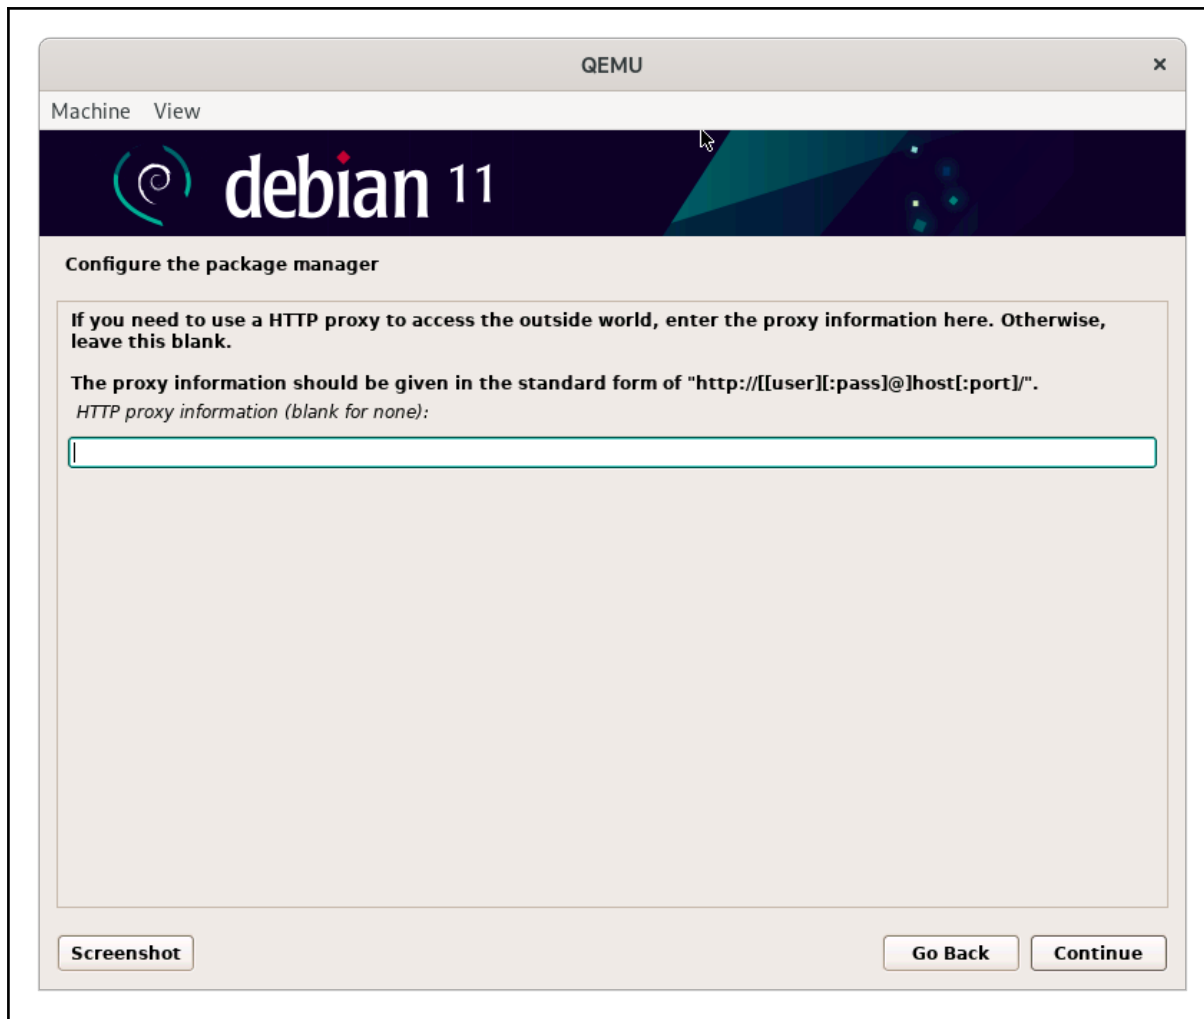 QEMU
Machine View
debian 11
Configure the package manager
If you need to use a HTTP proxy to access the outside world, enter the proxy information here. Otherwise,
leave this blank.
The proxy information should be given in the standard form of "http://[[user][:pass]@]host[:port]/".
HTTP proxy information (blank for none):
Screenshot Go Back Continue